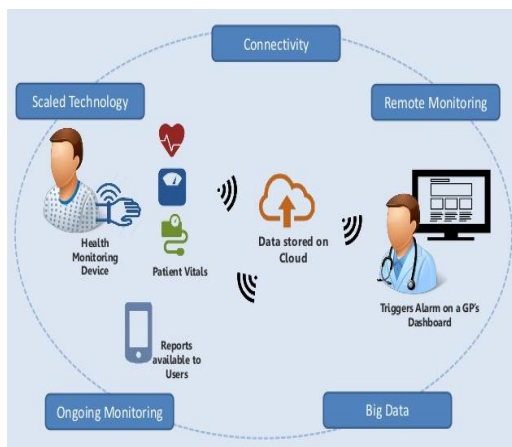 Connectivity
Scaled Technology
Remote Monitoring
Health
Monitoring
Device
Patient Vitals
Data stored on
Cloud
Triggers Alarm on a GP's
Dashboard
Reports
available to
Users
Ongoing Monitoring
Big Data